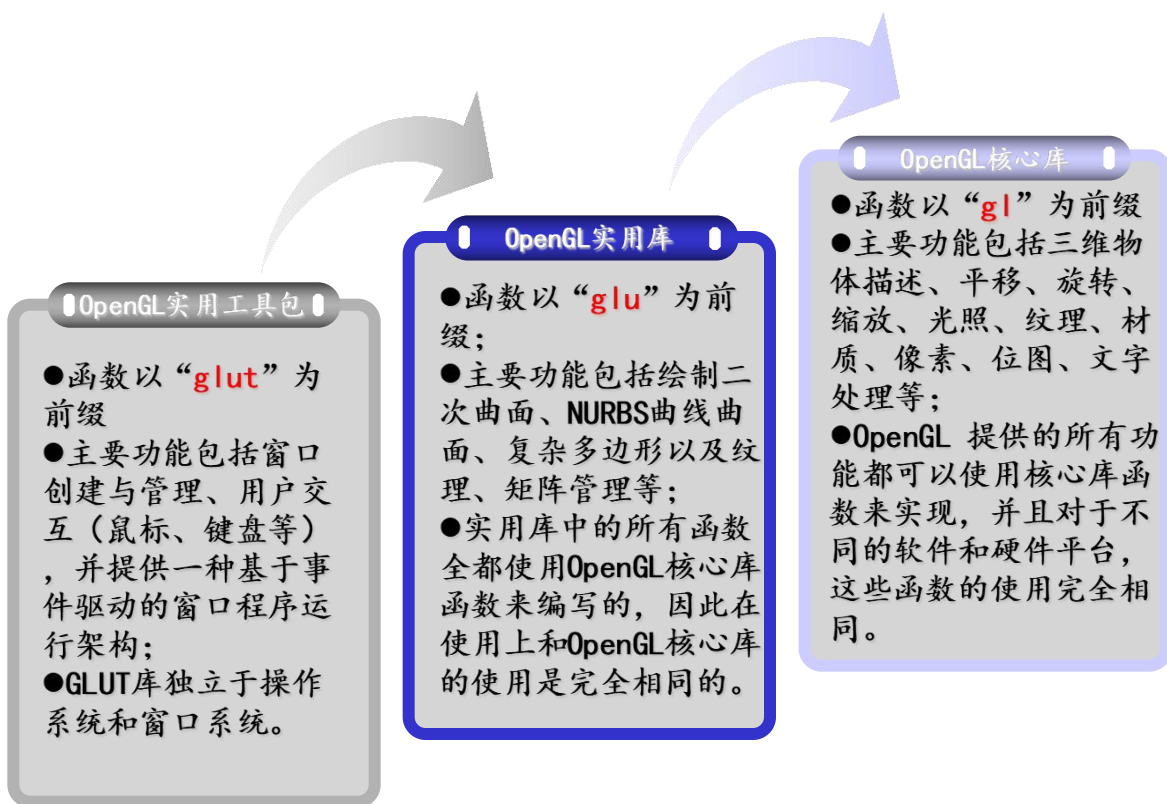 OpenGL实用工具包
●函数以“glut”为
前缀
●主要功能包括窗口
创建与管理、用户交
互（鼠标、键盘等）
，并提供一种基于事
件驱动的窗口程序运
行架构；
●GLUT库独立于操作
系统和窗口系统。
OpenGL实用库
●函数以“glu”为前
缀；
●主要功能包括绘制二
次曲面、NURBS曲线曲
面、复杂多边形以及纹
理、矩阵管理等；
●实用库中的所有函数
全都使用OpenGL核心库
函数来编写的，因此在
使用上和OpenGL核心库
的使用是完全相同的。
OpenGL核心库
●函数以“gl”为前缀
●主要功能包括三维物
体描述、平移、旋转、
缩放、光照、纹理、材
质、像素、位图、文字
处理等；
●OpenGL 提供的所有功
能都可以使用核心库函
数来实现，并且对于不
同的软件和硬件平台，
这些函数的使用完全相
同。